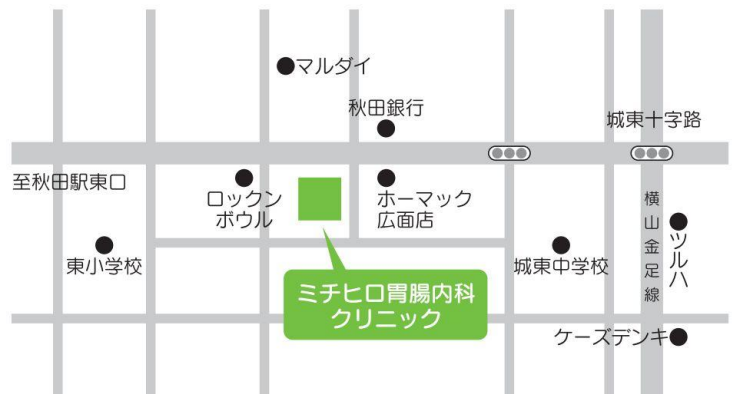 マルダイ
秋田銀行
城東十字路
至秋田駅東口
ロックン
ボウル
ホーマック
広面店
横山金足線
ツルハ
東小学校
城東中学校
ミチヒロ胃腸内科
クリニック
ケーズデンキ